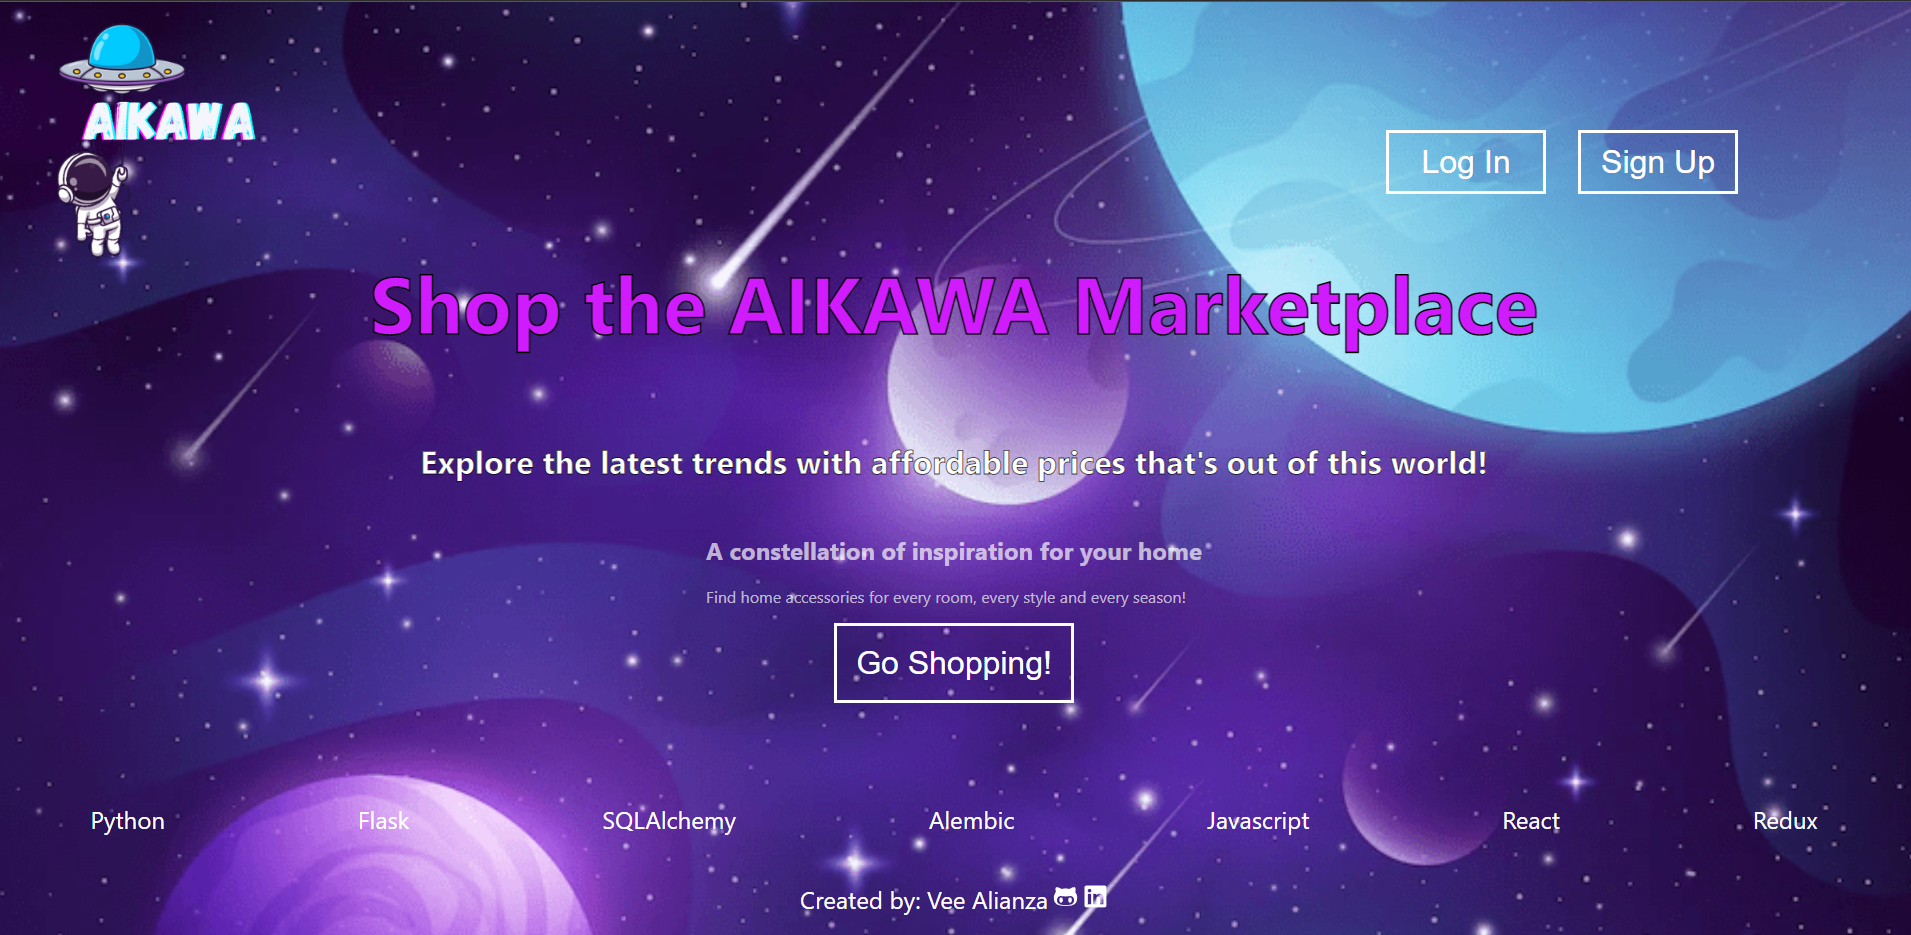 AIKAWA
Log In
Sign Up
Shop the AIKAWA Marketplace
Explore the latest trends with affordable prices that's out of this world!
A constellation of inspiration for your home
Find home accessories for every room, every style and every season!
Go Shopping!
Python
Flask
SQLAlchemy
Alembic
Javascript
React
Redux
Created by: Vee Alianza in